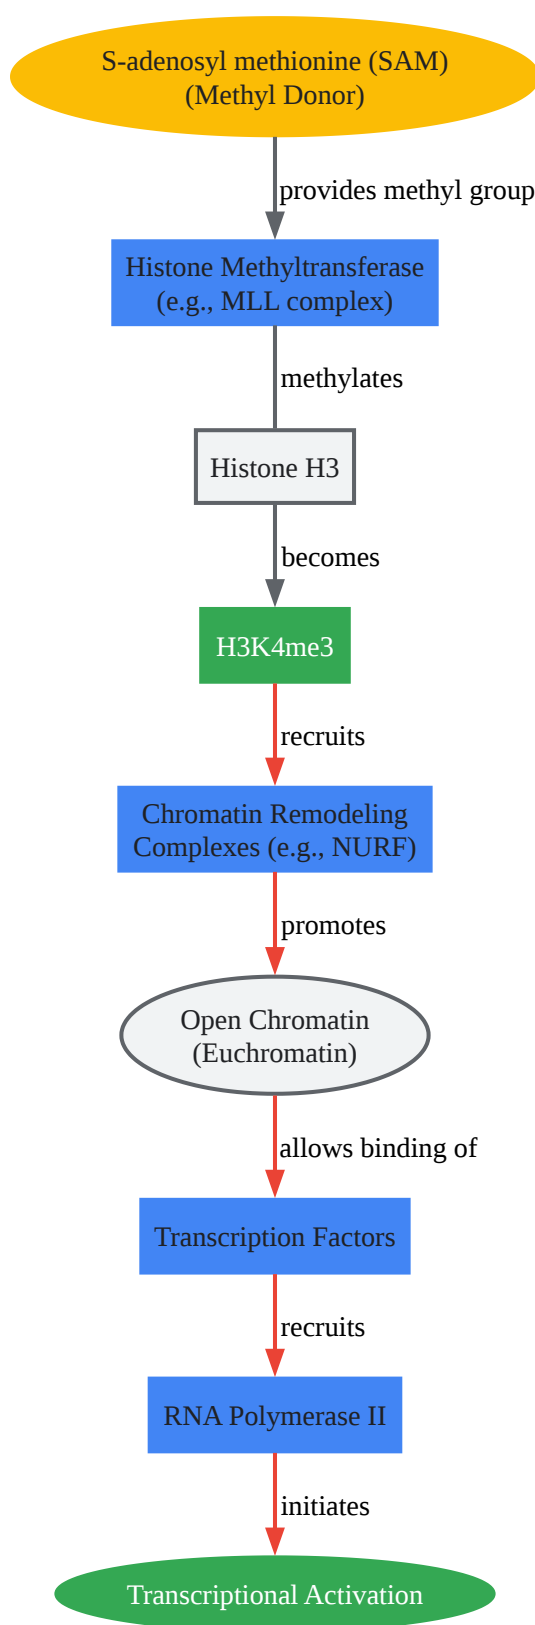 S-adenosyl methionine (SAM)
(Methyl Donor)
provides methyl group
Histone Methyltransferase
(e.g., MLL complex)
methylates
Histone H3
becomes
H3K4me3
recruits
Chromatin Remodeling
Complexes (e.g., NURF)
promotes
Open Chromatin
(Euchromatin)
allows binding of
Transcription Factors
recruits
RNA Polymerase II
initiates
Transcriptional Activation